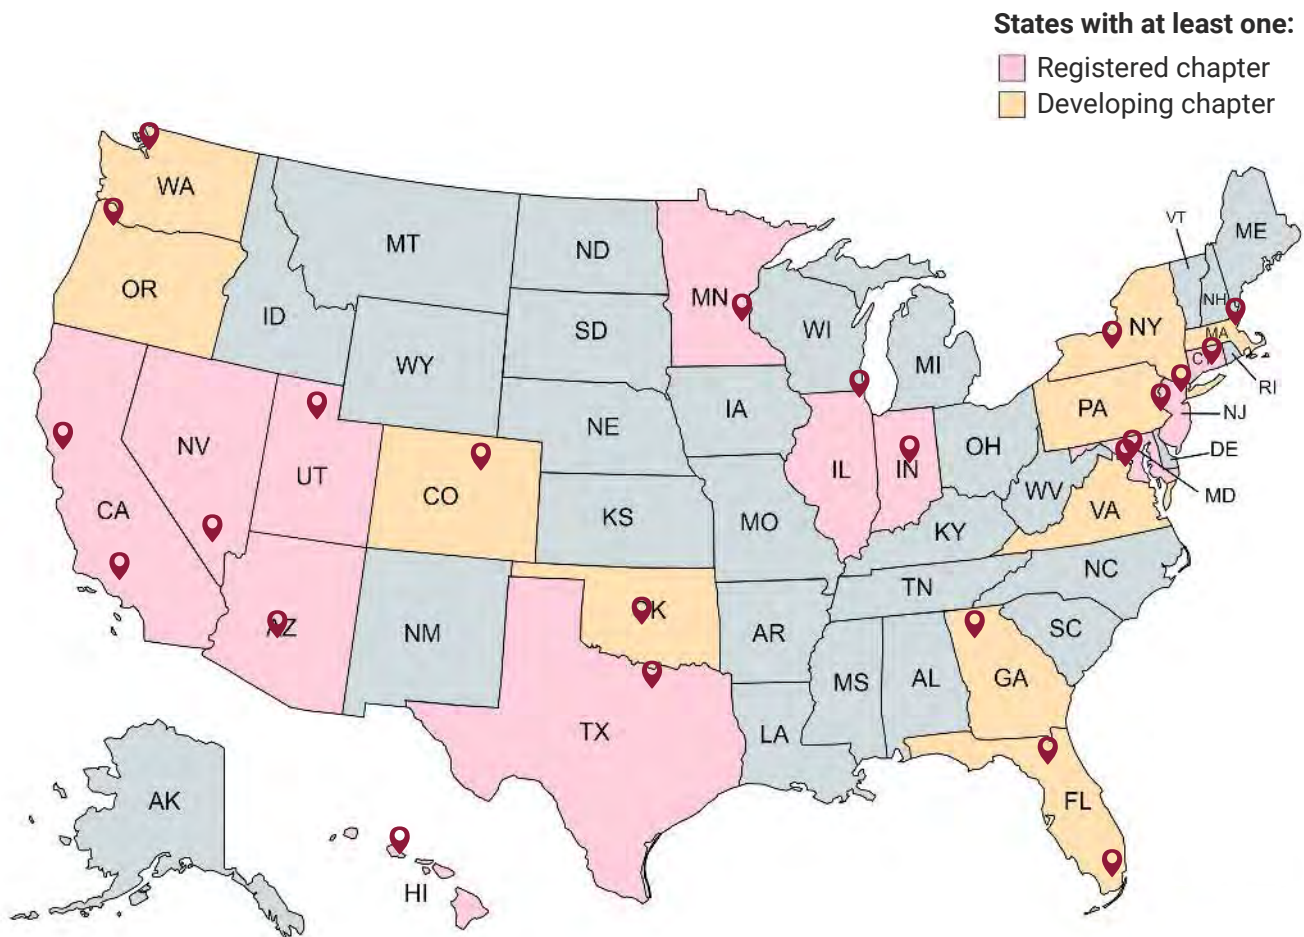 States with at least one:
Registered chapter
Developing chapter
WA
MT
ND
MN
VT
ME
OR
ID
SD
WI
NH
NY
MA
WY
MI
RI
IA
PA
NJ
NE
NV
UT
CO
IL
IN
OH
DE
WV
MD
CA
KS
MO
KY
VA
TN
NC
AZ
NM
AR
SC
MS
AL
GA
TX
LA
AK
FL
HI